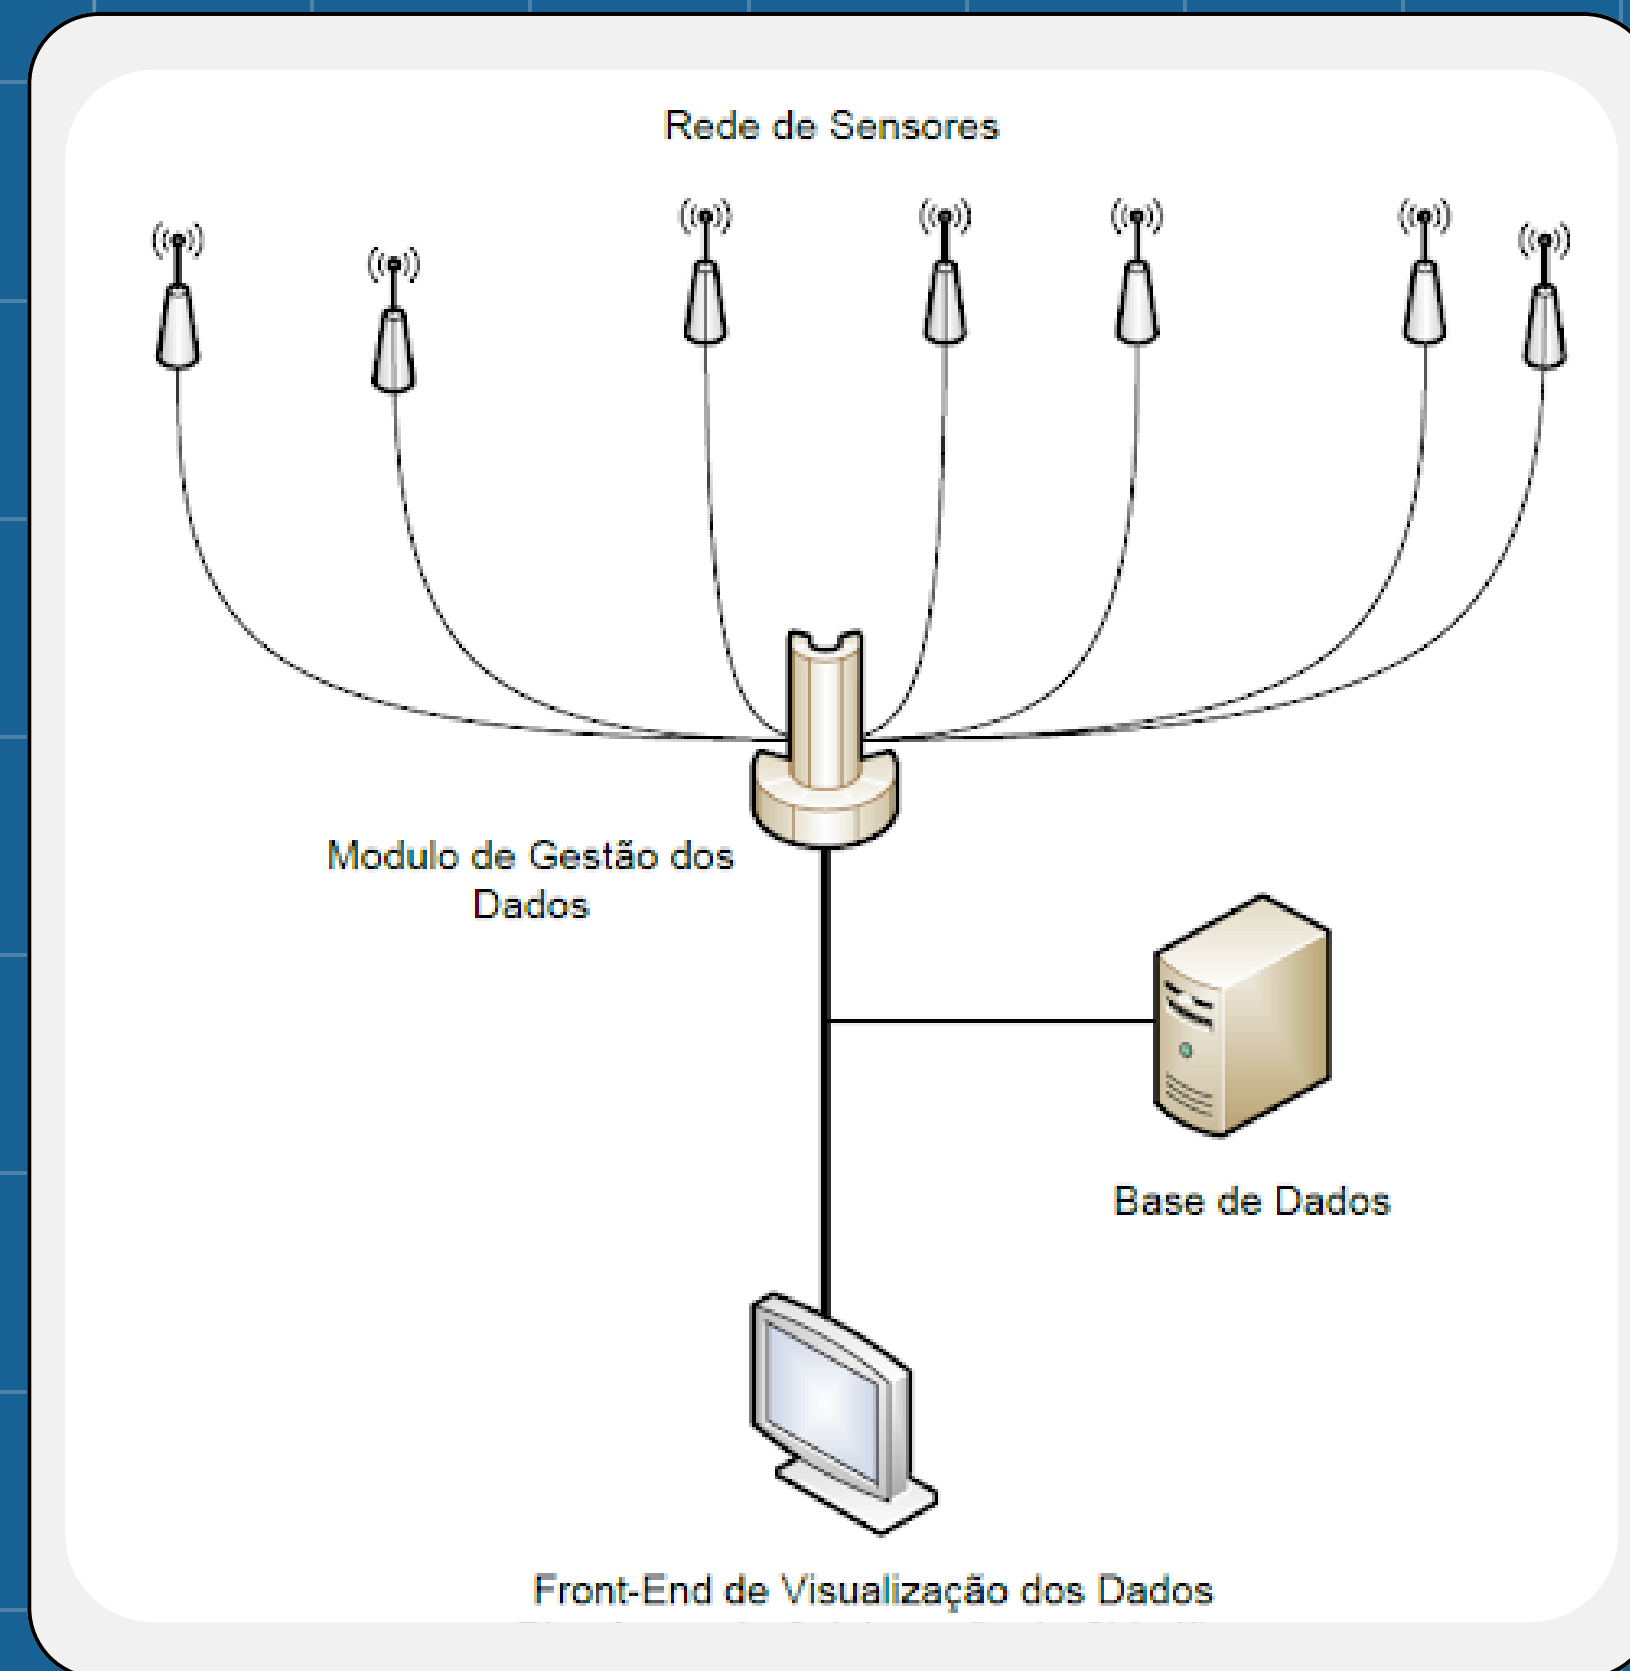 Rede de Sensores
Modulo de Gestão dos
Dados
Base de Dados
Front-End de Visualização dos Dados